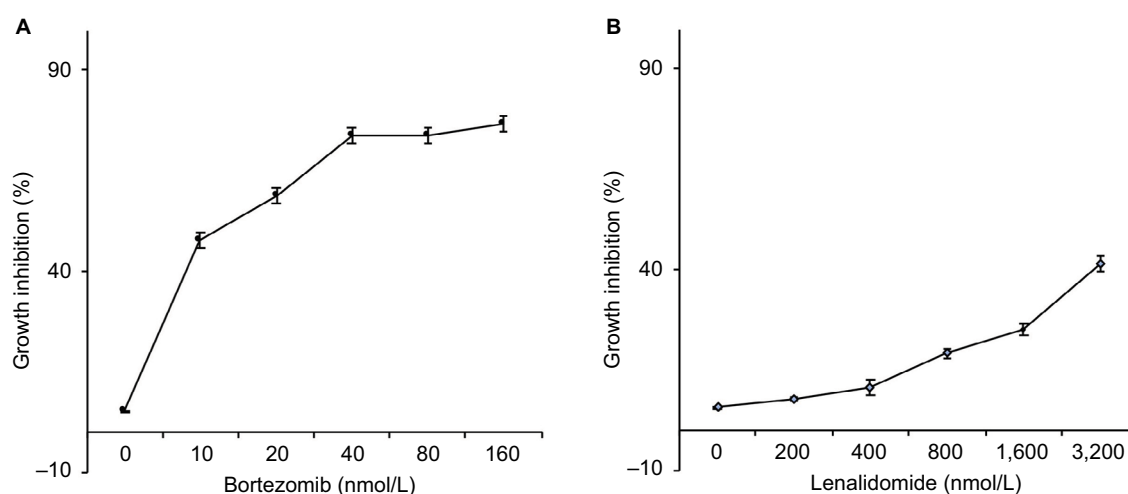 A
Growth inhibition (%)
90
40
–10
0 10 20 40 80 160
Bortezomib (nmol/L)
B
Growth inhibition (%)
90
40
–10
0 200 400 800 1,600 3,200
Lenalidomide (nmol/L)